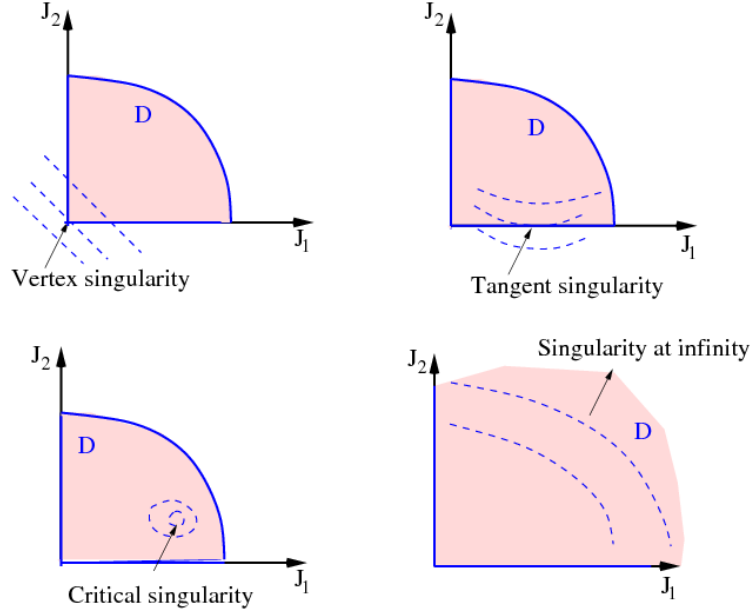 J2
D
J1
Vertex singularity
J2
D
J1
Tangent singularity
J2
D
J1
Critical singularity
Singularity at infinity
J2
D
J1